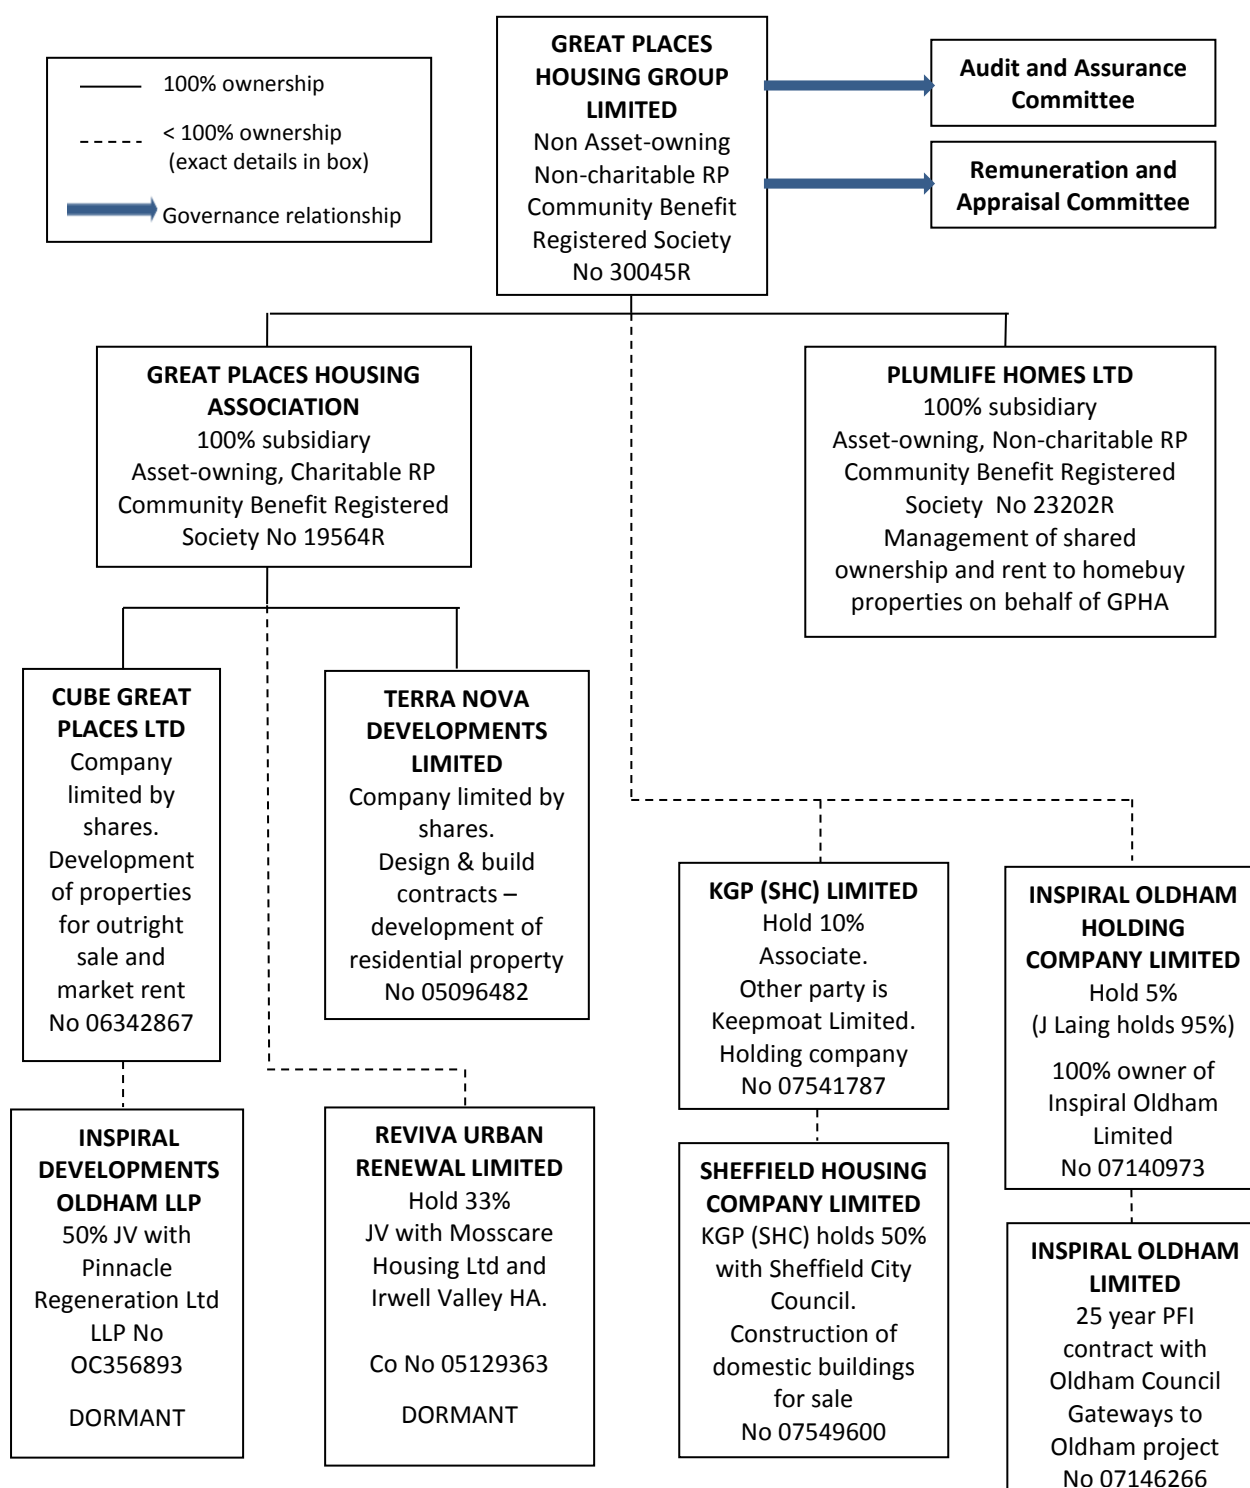 100% ownership
< 100% ownership
(exact details in box)
Governance relationship
GREAT PLACES
HOUSING GROUP
LIMITED
Non Asset-owning
Non-charitable RP
Community Benefit
Registered Society
No 30045R
Audit and Assurance
Committee
Remuneration and
Appraisal Committee
GREAT PLACES HOUSING
ASSOCIATION
100% subsidiary
Asset-owning, Charitable RP
Community Benefit Registered
Society No 19564R
PLUMLIFE HOMES LTD
100% subsidiary
Asset-owning, Non-charitable RP
Community Benefit Registered
Society No 23202R
Management of shared
ownership and rent to homebuy
properties on behalf of GPHA
CUBE GREAT
PLACES LTD
Company
limited by
shares.
Development
of properties
for outright
sale and
market rent
No 06342867
TERRA NOVA
DEVELOPMENTS
LIMITED
Company limited by
shares.
Design & build
contracts –
development of
residential property
No 05096482
KGP (SHC) LIMITED
Hold 10%
Associate.
Other party is
Keepmoat Limited.
Holding company
No 07541787
INSPIRAL OLDHAM
HOLDING
COMPANY LIMITED
Hold 5%
(J Laing holds 95%)
100% owner of
Inspiral Oldham
Limited
No 07140973
INSPIRAL
DEVELOPMENTS
OLDHAM LLP
50% JV with
Pinnacle
Regeneration Ltd
LLP No
OC356893
DORMANT
REVIVA URBAN
RENEWAL LIMITED
Hold 33%
JV with Mosscare
Housing Ltd and
Irwell Valley HA.
Co No 05129363
DORMANT
SHEFFIELD HOUSING
COMPANY LIMITED
KGP (SHC) holds 50%
with Sheffield City
Council.
Construction of
domestic buildings
for sale
No 07549600
INSPIRAL OLDHAM
LIMITED
25 year PFI
contract with
Oldham Council
Gateways to
Oldham project
No 07146266